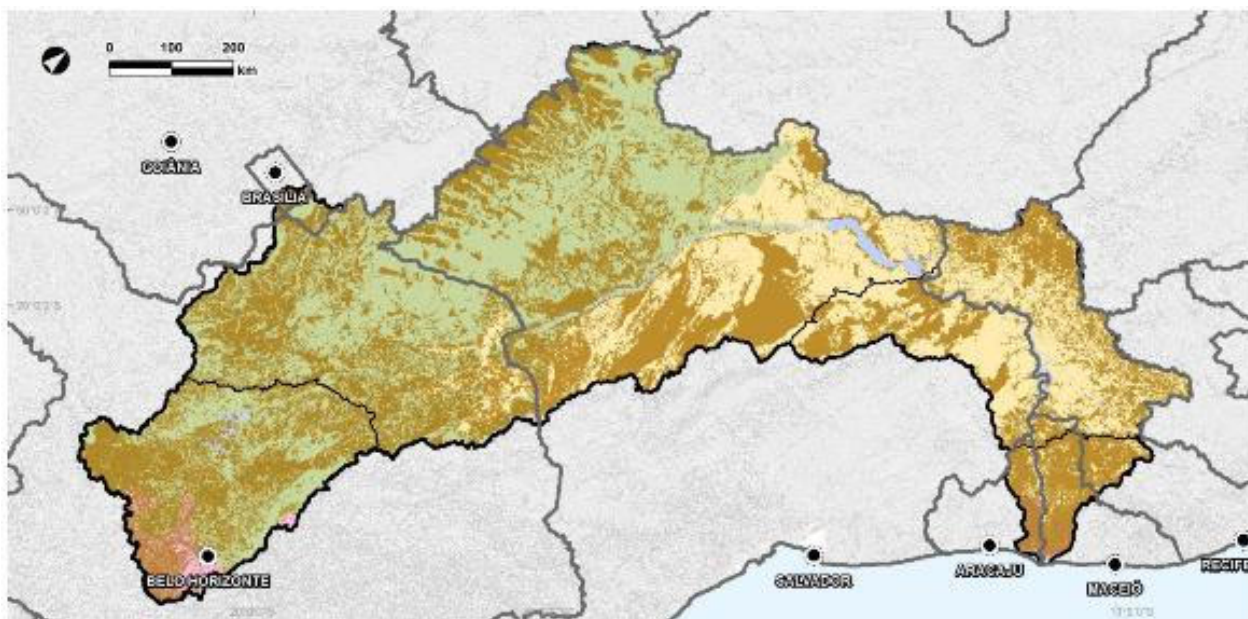 0 100 200
km
GOIÂNIA
BRASÍLIA
BELO HORIZONTE
SALVADOR
ARACAJU
MACEIÓ
RECIFE